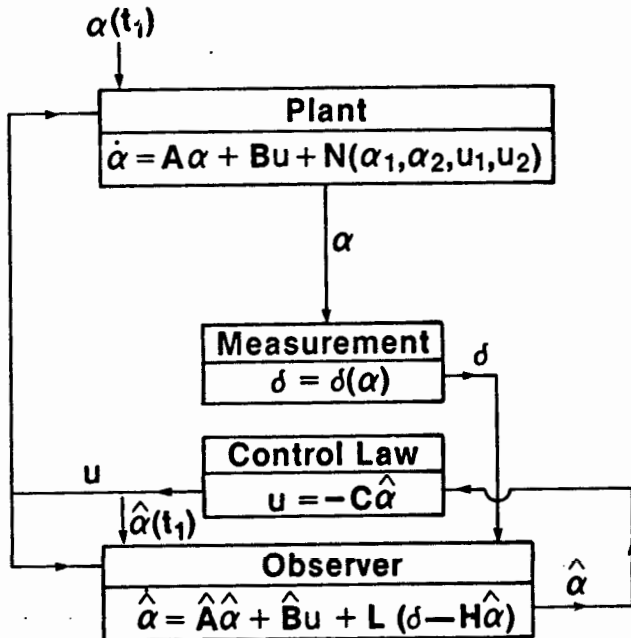 α(t₁)
Plant
α̇ = Aα + Bu + N(α₁,α₂,u₁,u₂)
α
Measurement
δ
δ = δ(α)
Control Law
u
u = −Cα̂
α̂(t₁)
Observer
α̂
α̂̇ = Âα̂ + B̂u + L (δ−Hα̂)